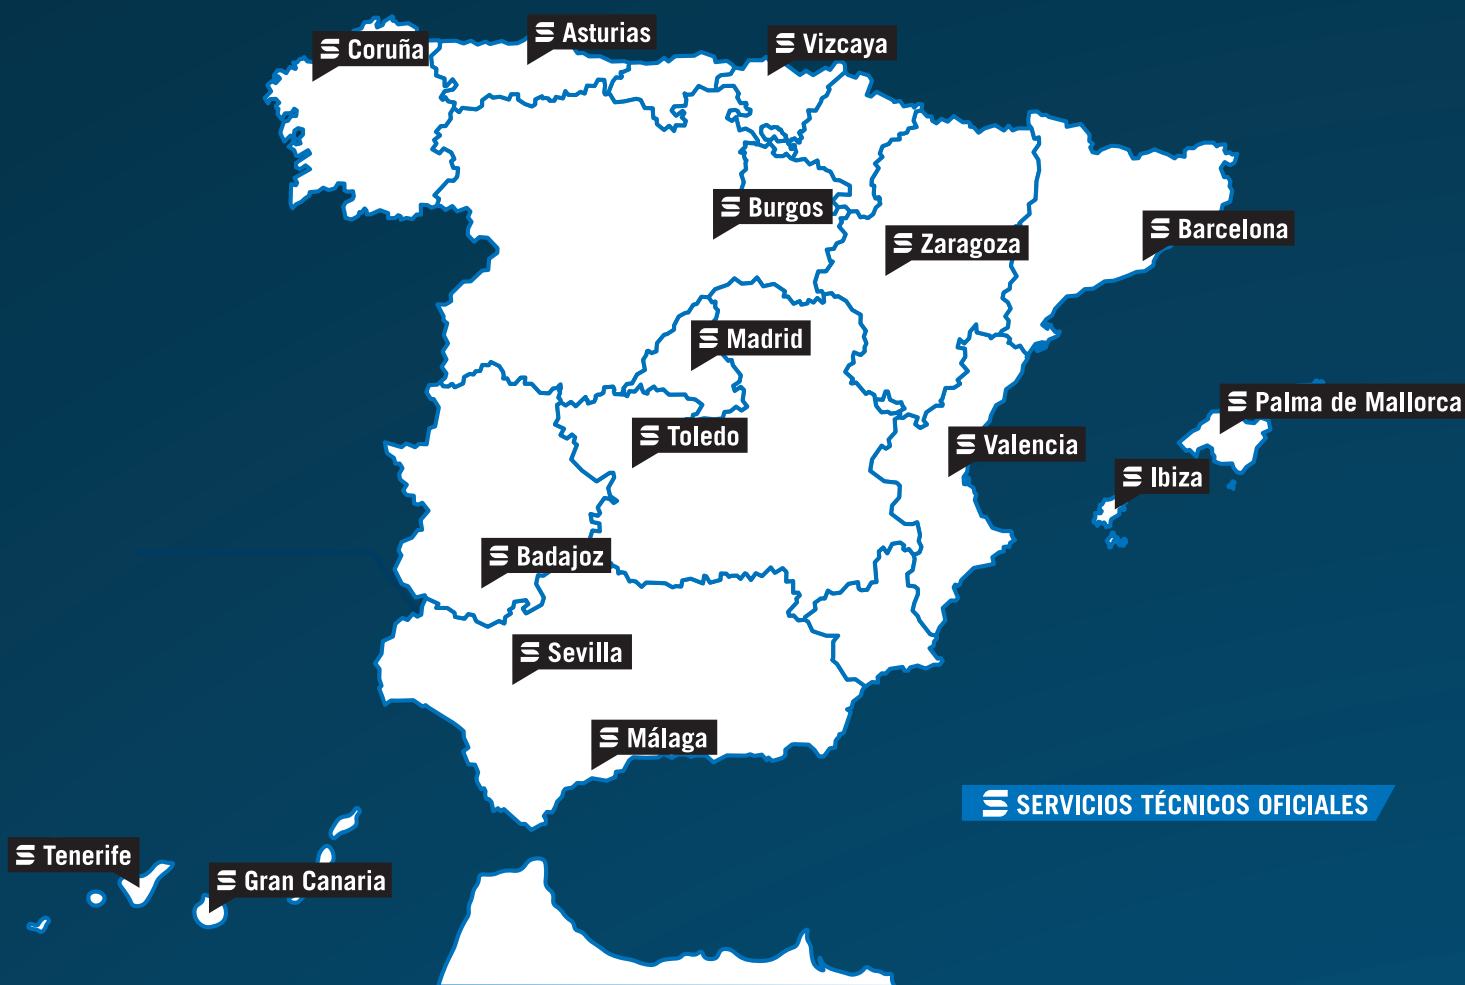 Asturias
Coruña
Vizcaya
Burgos
Barcelona
Zaragoza
Madrid
Palma de Mallorca
Toledo
Valencia
Ibiza
Badajoz
Sevilla
Málaga
SERVICIOS TÉCNICOS OFICIALES
Tenerife
Gran Canaria